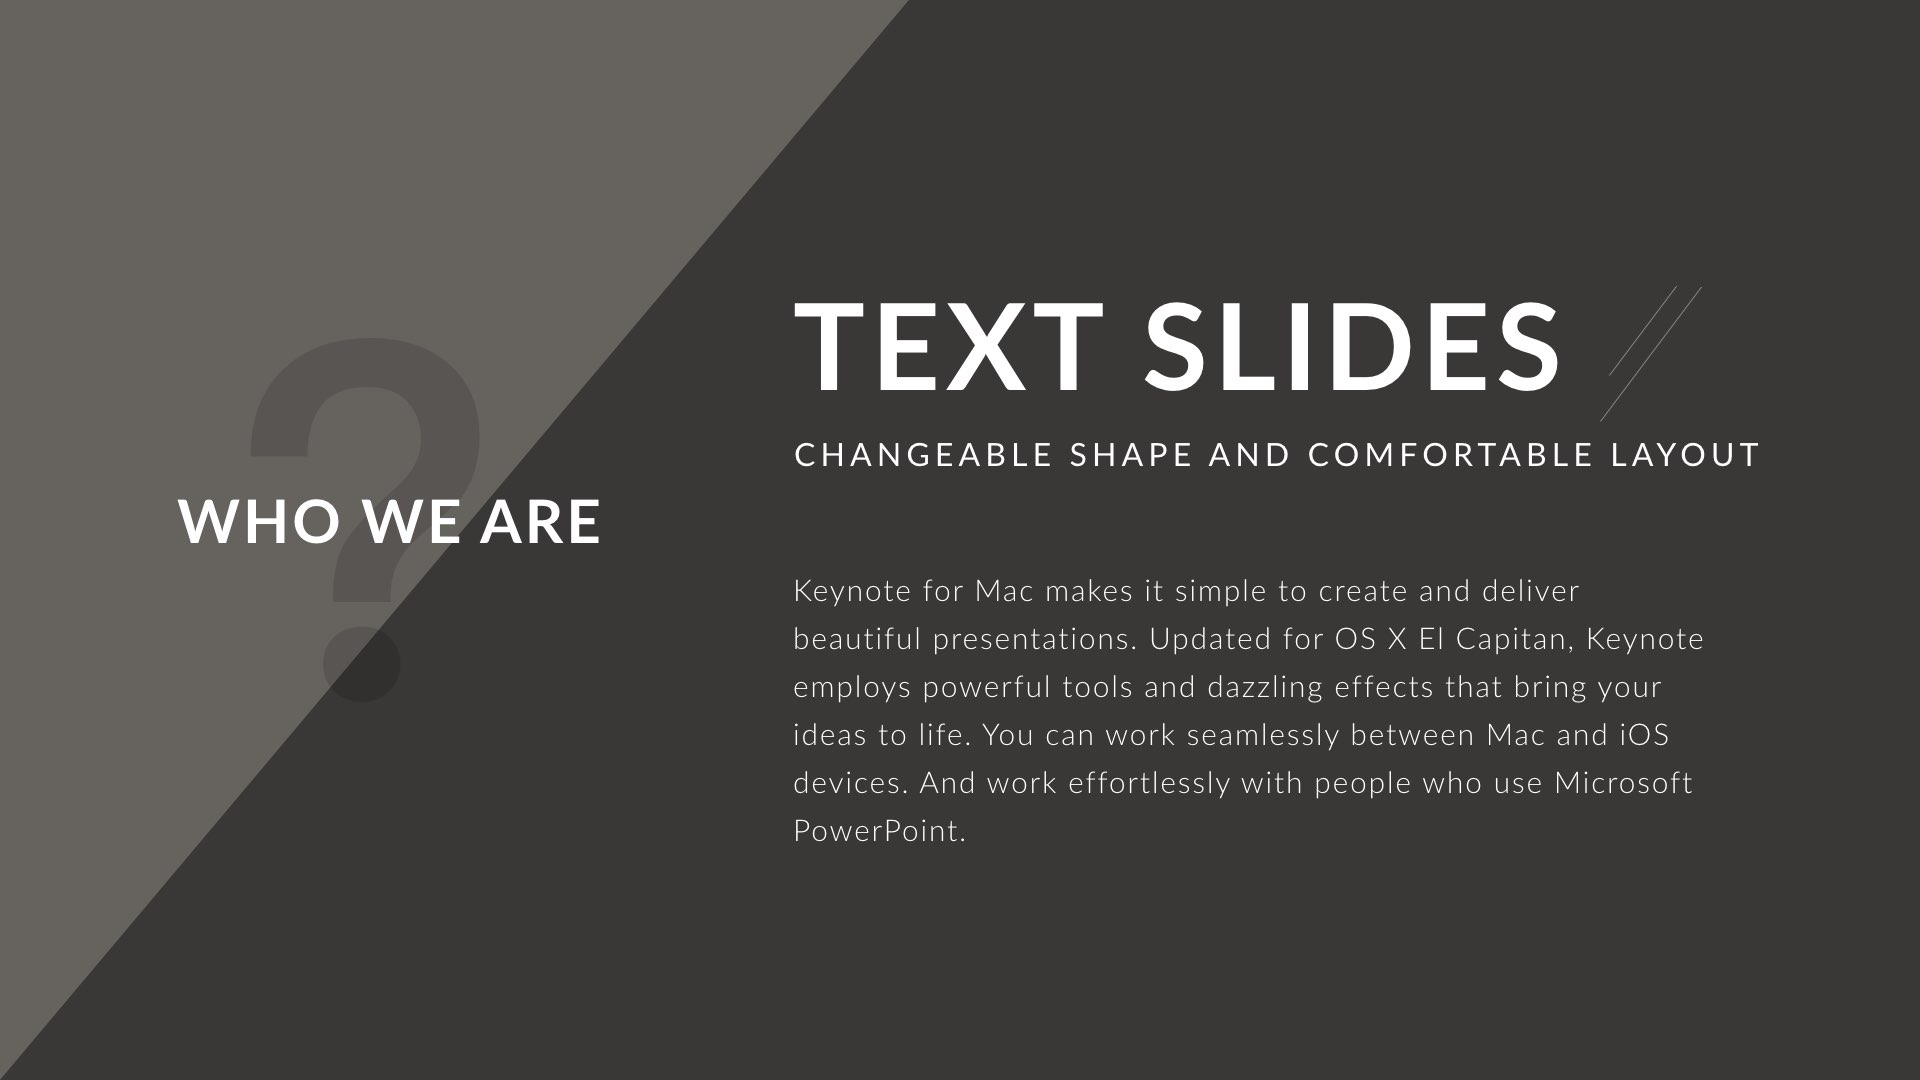 ?
WHO WE ARE
TEXT SLIDES
CHANGEABLE SHAPE AND COMFORTABLE LAYOUT
Keynote for Mac makes it simple to create and deliver
beautiful presentations. Updated for OS X El Capitan, Keynote
employs powerful tools and dazzling effects that bring your
ideas to life. You can work seamlessly between Mac and iOS
devices. And work effortlessly with people who use Microsoft
PowerPoint.